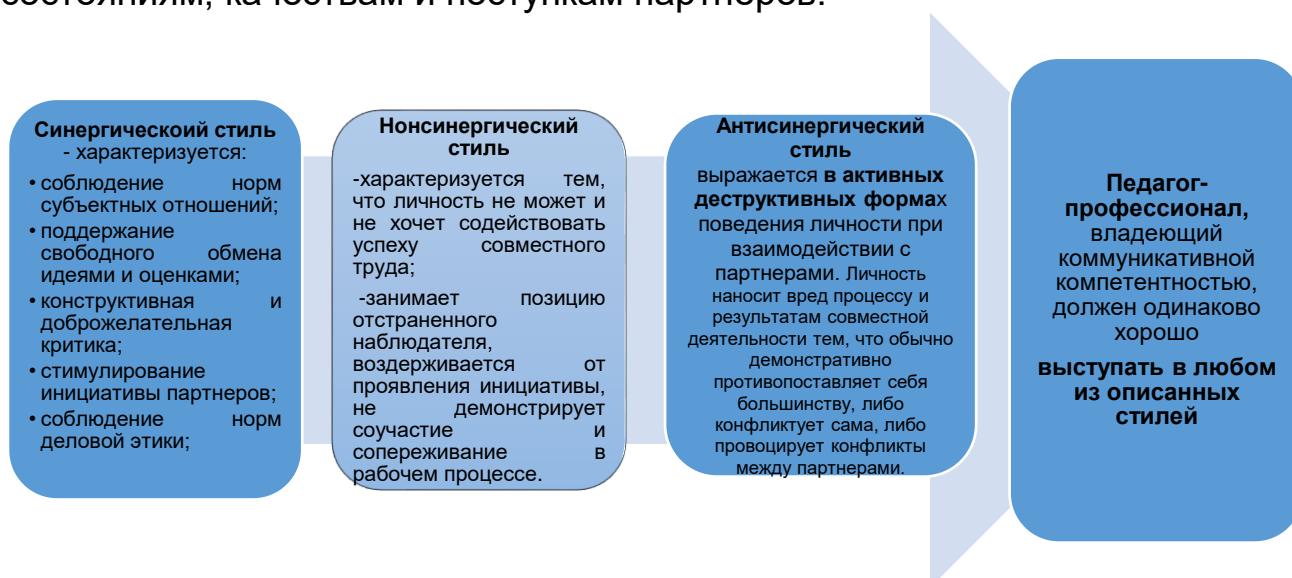 состояниям, качествам и поступкам партнеров.
Синергическоий стиль
- характеризуется:
• соблюдение норм
субъектных отношений;
• поддержание
свободного обмена
идеями и оценками;
• конструктивная и
доброжелательная
критика;
• стимулирование
инициативы партнеров;
• соблюдение норм
деловой этики;
Нонсинергический
стиль
-характеризуется тем,
что личность не может и
не хочет содействовать
успеху совместного
труда;
-занимает позицию
отстраненного
наблюдателя,
воздерживается от
проявления инициативы,
не демонстрирует
соучастие и
сопереживание в
рабочем процессе.
Антисинергический
стиль
выражается в активных
деструктивных формах
поведения личности при
взаимодействии с
партнерами. Личность
наносит вред процессу и
результатам совместной
деятельности тем, что обычно
демонстративно
противопоставляет себя
большинству, либо
конфликтует сама, либо
провоцирует конфликты
между партнерами.
Педагог-
профессионал,
владеющий
коммуникативной
компетентностью,
должен одинаково
хорошо
выступать в любом
из описанных
стилей